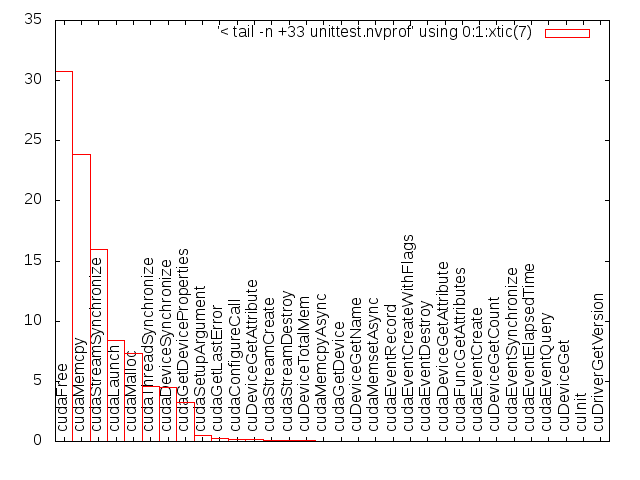 '< tail -n +33 unittest.nvprof' using 0:1:xtic(7)
35
30
25
20
15
10
5
0
cudaFree
cudaMemcpy
cudaStreamSynchronize
cudaLaunch
cudaMalloc
cudaThreadSynchronize
cudaDeviceSynchronize
cudaGetDeviceProperties
cudaSetupArgument
cudaGetLastError
cudaConfigureCall
cuDeviceGetAttribute
cudaStreamCreate
cudaStreamDestroy
cuDeviceTotalMem
cudaMemcpyAsync
cudaGetDevice
cuDeviceGetName
cudaMemsetAsync
cudaEventRecord
cudaEventCreateWithFlags
cudaEventDestroy
cudaDeviceGetAttribute
cudaFuncGetAttributes
cudaEventCreate
cuDeviceGetCount
cudaEventSynchronize
cudaEventElapsedTime
cudaEventQuery
cuDeviceGet
cuInit
cuDriverGetVersion